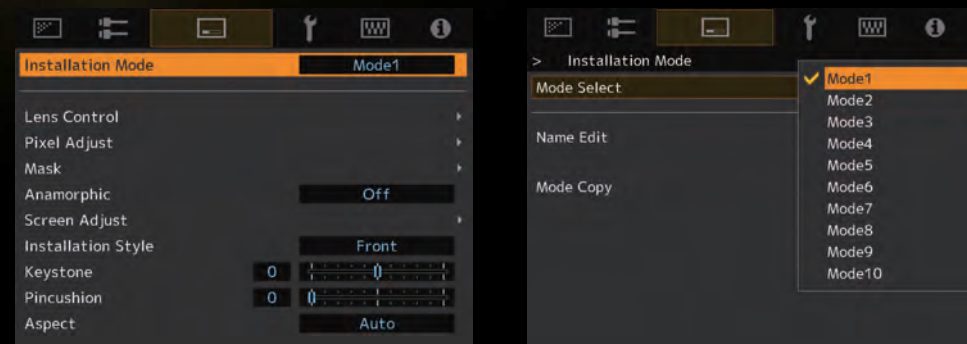 Installation Mode Mode1
Lens Control
Pixel Adjust
Mask
Anamorphic Off
Screen Adjust
Installation Style Front
Keystone 0
Pincushion 0
Aspect Auto
> Installation Mode
Mode Select
Name Edit
Mode Copy
Mode1
Mode2
Mode3
Mode4
Mode5
Mode6
Mode7
Mode8
Mode9
Mode10